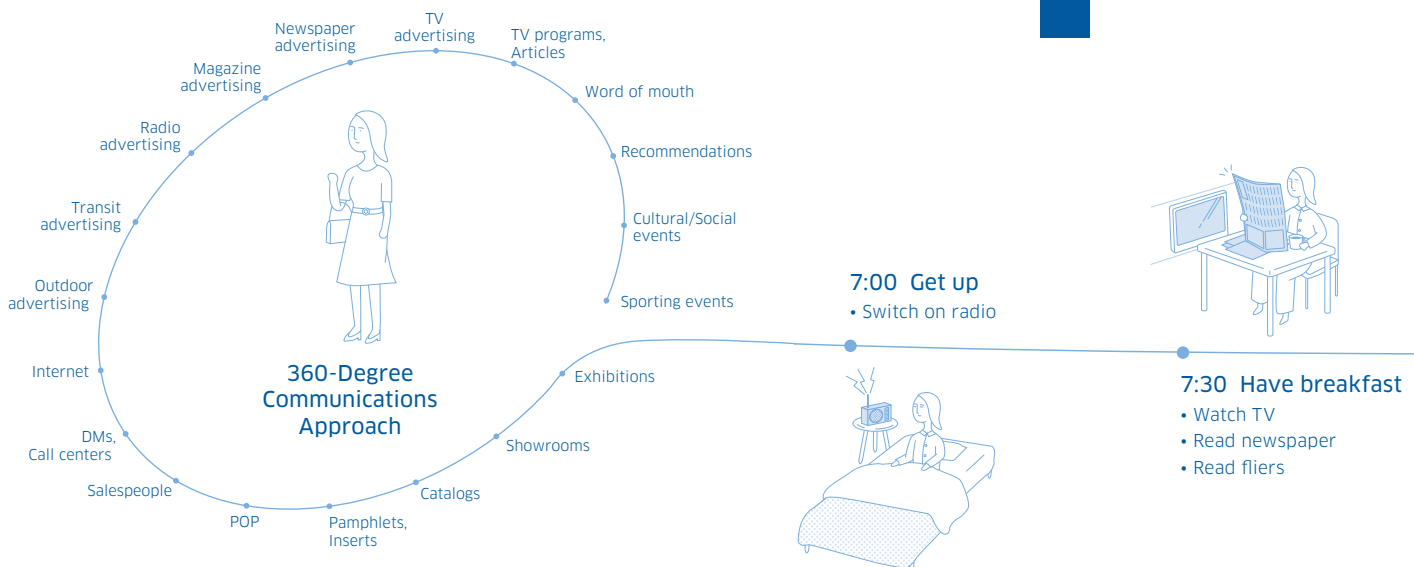 TV
advertising
TV programs,
Articles
Word of mouth
Recommendations
Cultural/Social
events
Sporting events
Newspaper
advertising
Magazine
advertising
Radio
advertising
Transit
advertising
Outdoor
advertising
Internet
DMs,
Call centers
Salespeople
POP
Pamphlets,
Inserts
Catalogs
Showrooms
Exhibitions
360-Degree
Communications
Approach
7:00 Get up
• Switch on radio
7:30 Have breakfast
• Watch TV
• Read newspaper
• Read fliers